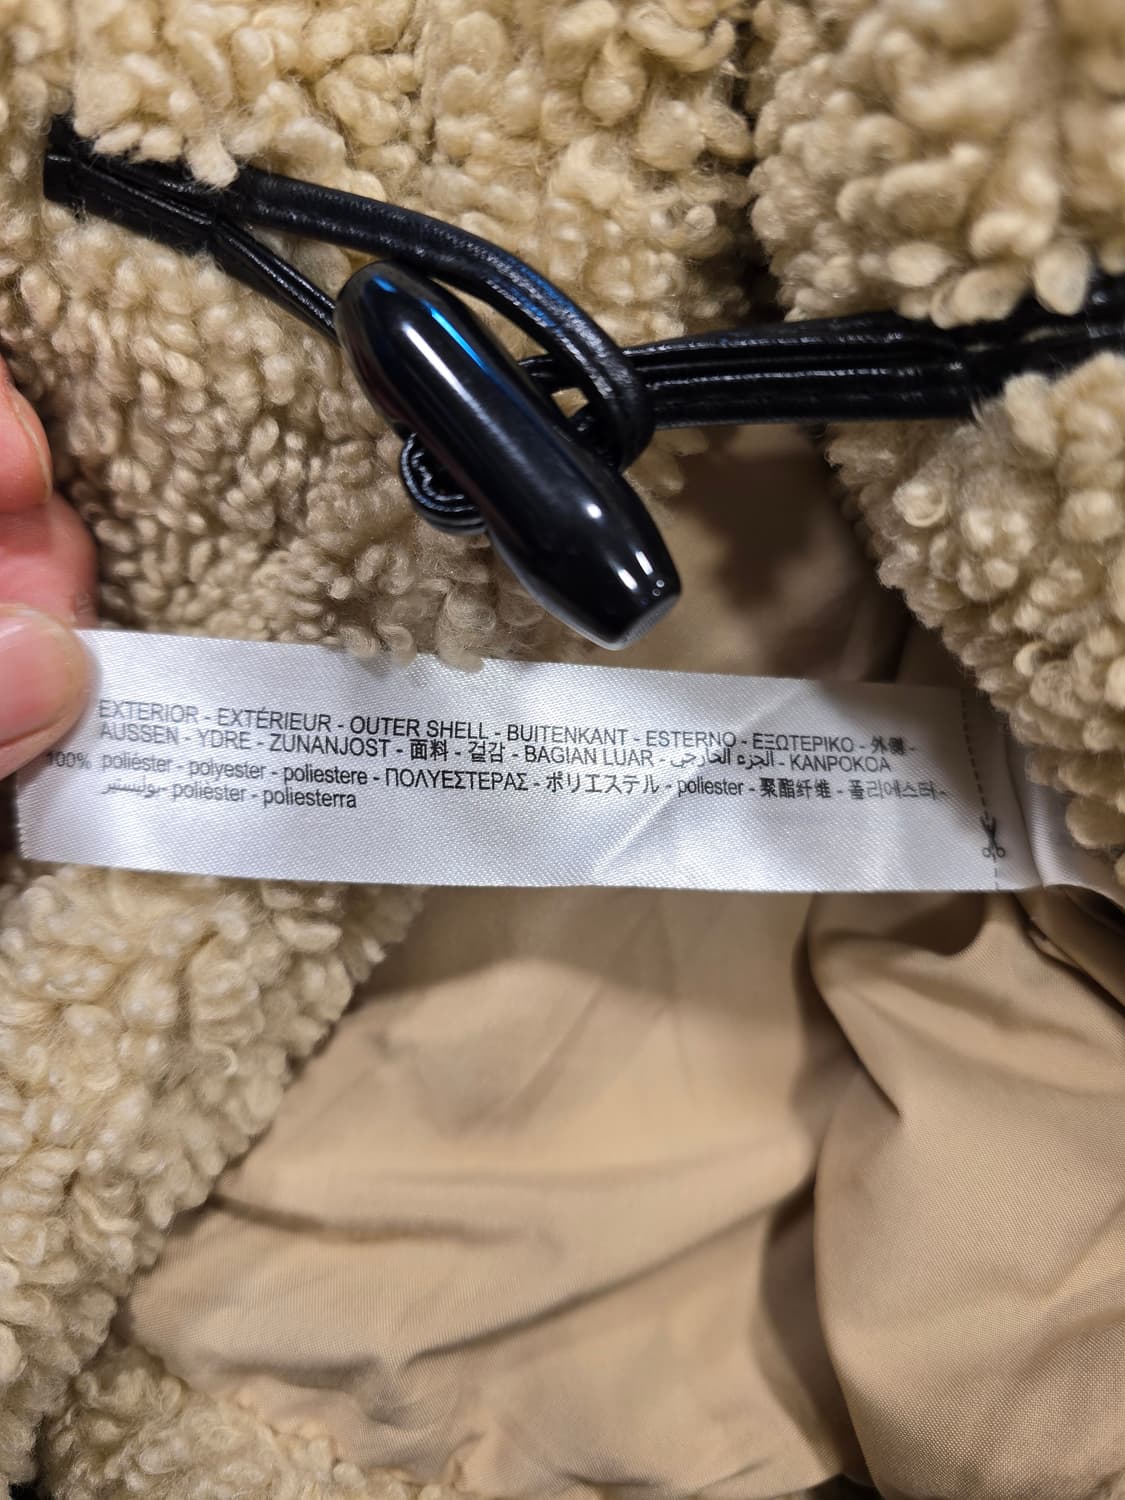 EXTERIOR - EXTÉRIEUR - OUTER SHELL - BUITENKANT - ESTERNO - ΕΞΩΤΕΡΙΚΟ - 外側 -
AUSSEN - YDRE - ZUNANJOST - 面料 - 겉감 - BAGIAN LUAR - الجزء الخارجي - KANPOKOA
100% poliéster - polyester - poliestere - ΠΟΛΥΕΣΤΕΡΑΣ - ポリエステル - poliester - 聚酯纤维 - 폴리에스터 -
بوليستير - polièster - poliesterra